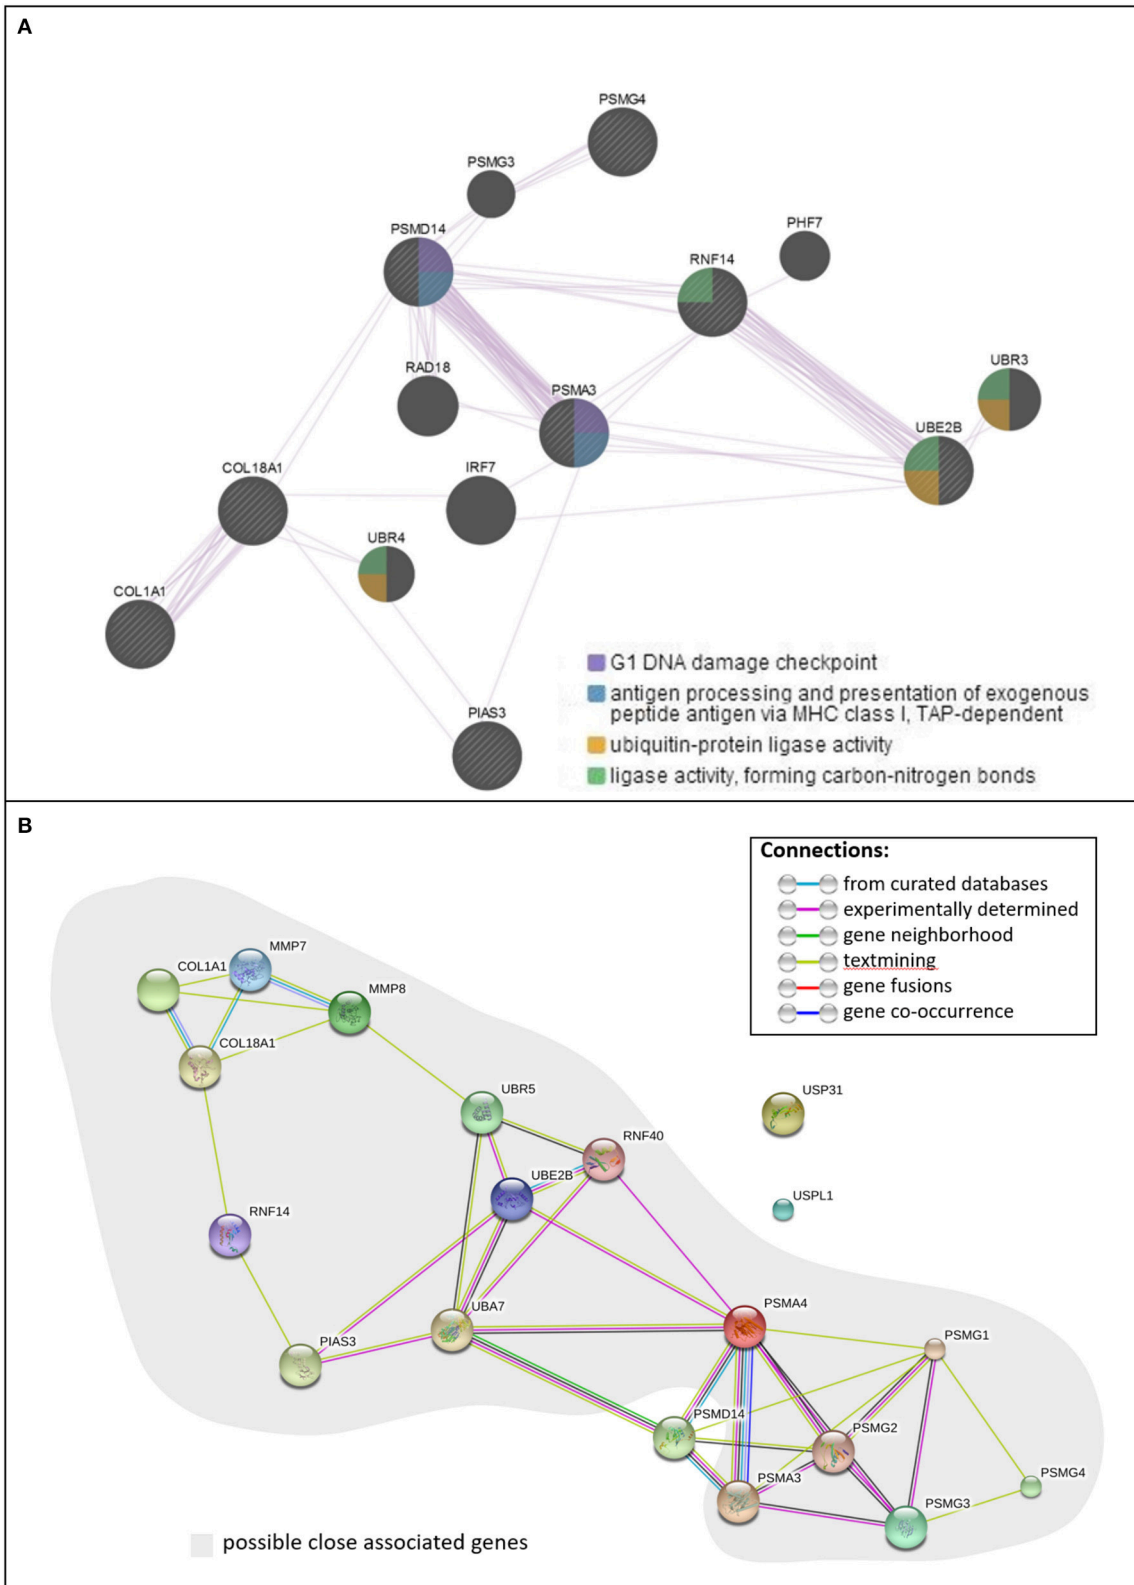 A
PSMG4
PSMG3
PHF7
PSMD14
RNF14
RAD18
PSMA3
UBR3
UBE2B
COL18A1
IRF7
UBR4
COL1A1
PIAS3
G1 DNA damage checkpoint
antigen processing and presentation of exogenous
peptide antigen via MHC class I, TAP-dependent
ubiquitin-protein ligase activity
ligase activity, forming carbon-nitrogen bonds
B
Connections:
from curated databases
experimentally determined
gene neighborhood
textmining
gene fusions
gene co-occurrence
MMP7
COL1A1
MMP8
COL18A1
UBR5
USP31
RNF40
UBE2B
USPL1
RNF14
PSMA4
UBA7
PSMG1
PIAS3
PSMD14
PSMG2
PSMA3
PSMG4
PSMG3
possible close associated genes